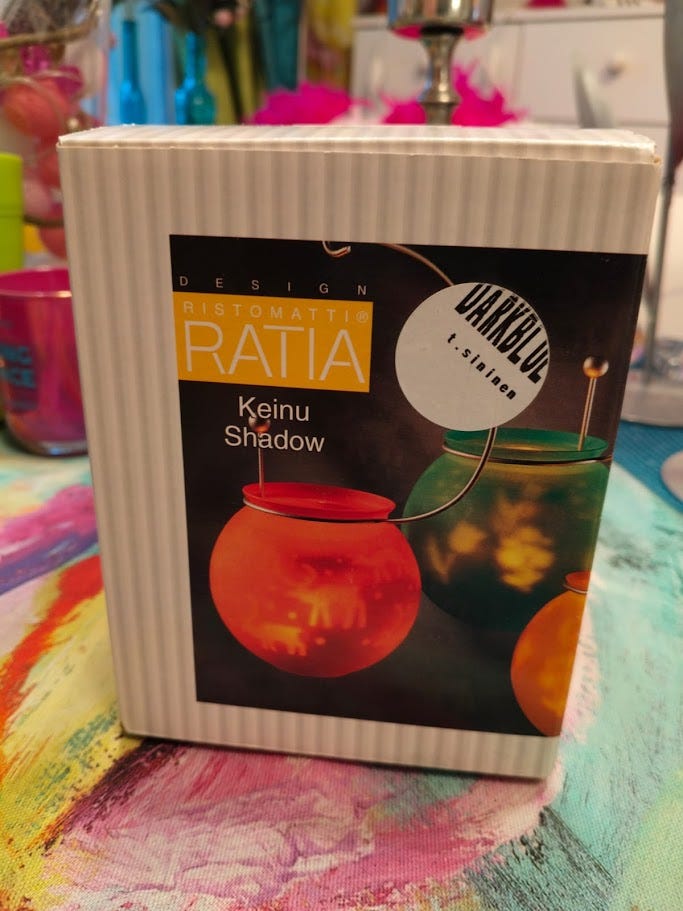 DESIGN
RISTOMATTI®
RATIA
Keinu
Shadow
DARKBLUE
t.sininen